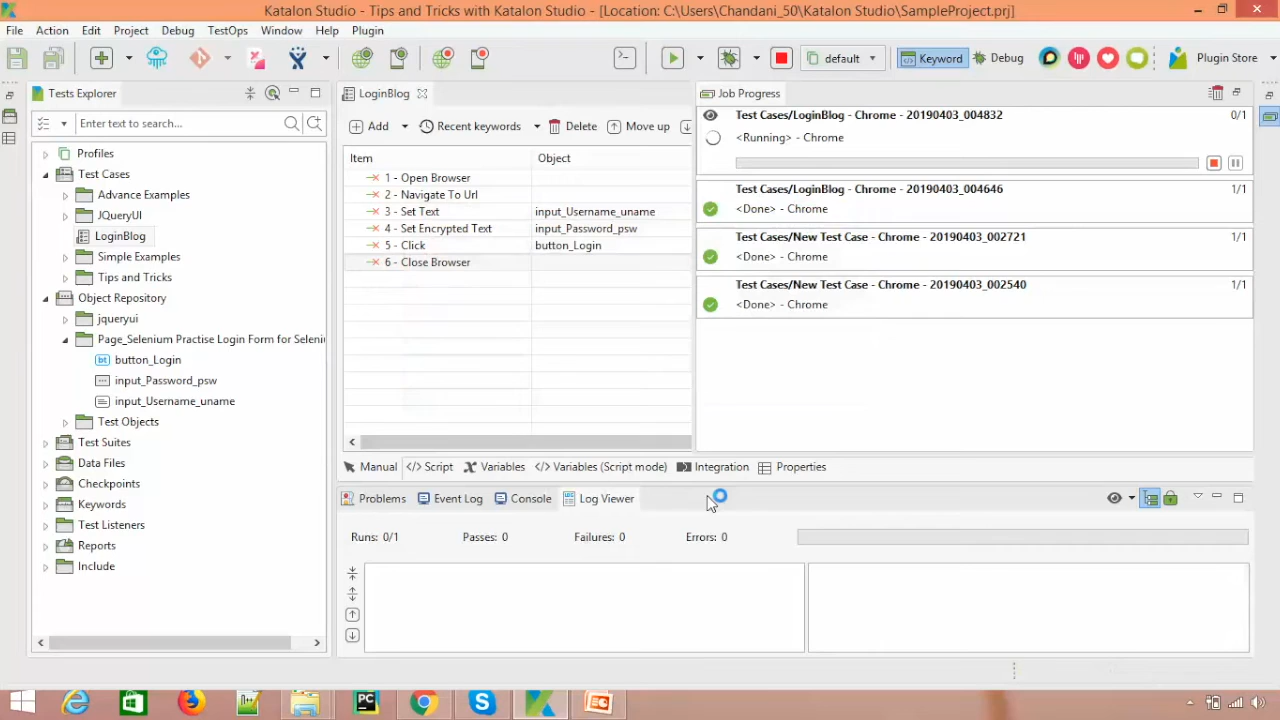 Katalon Studio - Tips and Tricks with Katalon Studio - [Location: C:\Users\Chandani_50\Katalon Studio\SampleProject.prj]
File Action Edit Project Debug TestOps Window Help Plugin
default Keyword Debug Plugin Store
Tests Explorer
Enter text to search...
Profiles
Test Cases
Advance Examples
JQueryUI
LoginBlog
Simple Examples
Tips and Tricks
Object Repository
jqueryui
Page_Selenium Practise Login Form for Seleni
button_Login
input_Password_psw
input_Username_uname
Test Objects
Test Suites
Data Files
Checkpoints
Keywords
Test Listeners
Reports
Include
LoginBlog
Add Recent keywords Delete Move up
Item Object
1 - Open Browser
2 - Navigate To Url
3 - Set Text input_Username_uname
4 - Set Encrypted Text input_Password_psw
5 - Click button_Login
6 - Close Browser
Manual </> Script Variables </> Variables (Script mode) Integration Properties
Job Progress
Test Cases/LoginBlog - Chrome - 20190403_004832 0/1
<Running> - Chrome
Test Cases/LoginBlog - Chrome - 20190403_004646 1/1
<Done> - Chrome
Test Cases/New Test Case - Chrome - 20190403_002721 1/1
<Done> - Chrome
Test Cases/New Test Case - Chrome - 20190403_002540 1/1
<Done> - Chrome
Problems Event Log Console Log Viewer
Runs: 0/1 Passes: 0 Failures: 0 Errors: 0